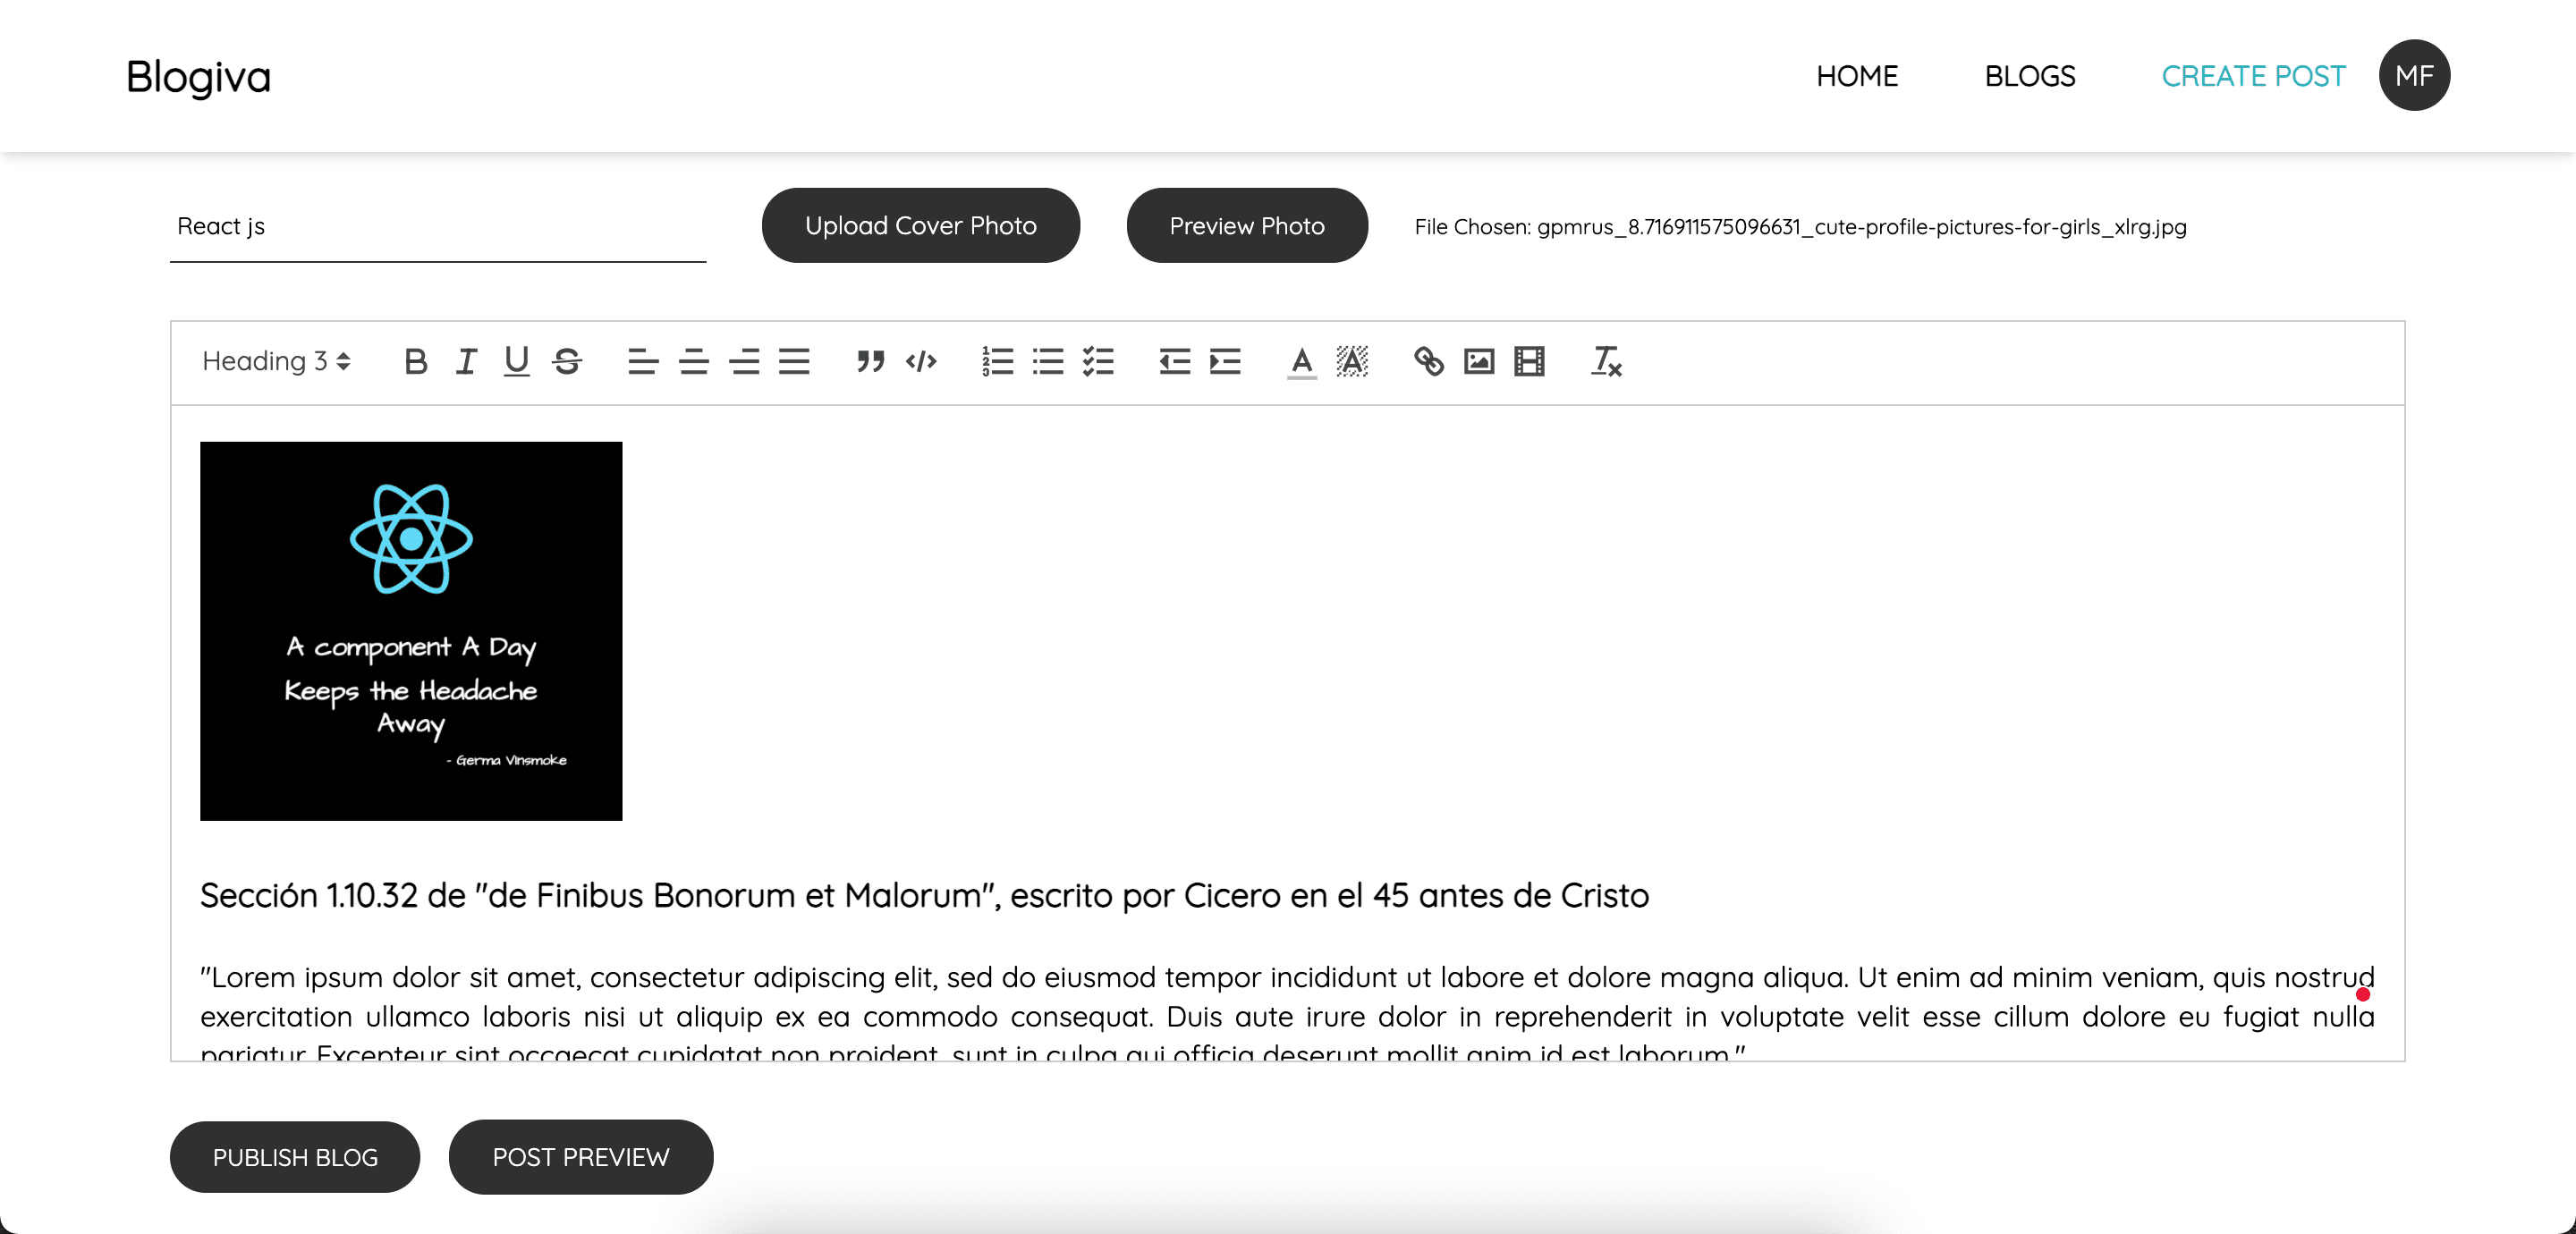 Blogiva
HOME BLOGS CREATE POST MF
React js
Upload Cover Photo Preview Photo File Chosen: gpmrus_8.716911575096631_cute-profile-pictures-for-girls_xlrg.jpg
Heading 3
A component A Day
Keeps the Headache
Away
- Germa Vinsmoke
Sección 1.10.32 de "de Finibus Bonorum et Malorum", escrito por Cicero en el 45 antes de Cristo
"Lorem ipsum dolor sit amet, consectetur adipiscing elit, sed do eiusmod tempor incididunt ut labore et dolore magna aliqua. Ut enim ad minim veniam, quis nostrud
exercitation ullamco laboris nisi ut aliquip ex ea commodo consequat. Duis aute irure dolor in reprehenderit in voluptate velit esse cillum dolore eu fugiat nulla
pariatur. Excepteur sint occaecat cupidatat non proident, sunt in culpa qui officia deserunt mollit anim id est laborum."
PUBLISH BLOG POST PREVIEW